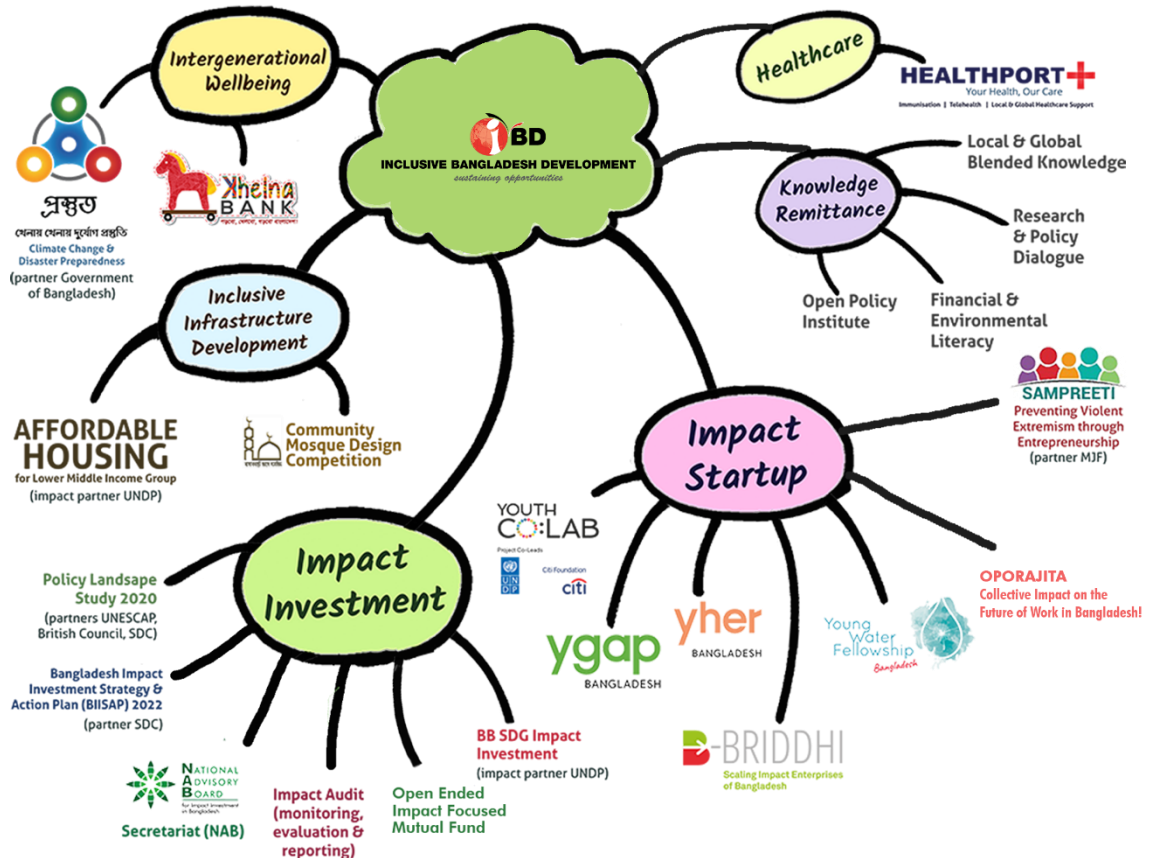 Intergenerational
Wellbeing
প্রস্তুত
খেলায় খেলায় দুর্যোগ প্রস্তুতি
Climate Change &
Disaster Preparedness
(partner Government
of Bangladesh)
Khelna
BANK
iBD
INCLUSIVE BANGLADESH DEVELOPMENT
sustaining opportunities
Healthcare
HEALTHPORT
Your Health, Our Care
Immunisation | Telehealth | Local & Global Healthcare Support
Knowledge
Remittance
Local & Global
Blended Knowledge
Research
& Policy
Dialogue
Financial &
Environmental
Literacy
Open Policy
Institute
Inclusive
Infrastructure
Development
AFFORDABLE
HOUSING
for Lower Middle Income Group
(impact partner UNDP)
Community
Mosque Design
Competition
Impact
Startup
SAMPREETI
Preventing Violent
Extremism through
Entrepreneurship
(partner MJF)
OPORAJITA
Collective Impact on the
Future of Work in Bangladesh!
Young
Water
Fellowship
Bangladesh
B-BRIDDHI
Scaling Impact Enterprises
of Bangladesh
yher
BANGLADESH
ygap
BANGLADESH
YOUTH
CO:LAB
Project Co-Leads
UN
DP
Citi Foundation
citi
Impact
Investment
Policy Landsape
Study 2020
(partners UNESCAP,
British Council, SDC)
Bangladesh Impact
Investment Strategy &
Action Plan (BIISAP) 2022
(partner SDC)
NATIONAL
ADVISORY
BOARD
for impact investment
in Bangladesh
Secretariat (NAB)
Impact Audit
(monitoring,
evaluation &
reporting)
Open Ended
Impact Focused
Mutual Fund
BB SDG Impact
Investment
(impact partner UNDP)